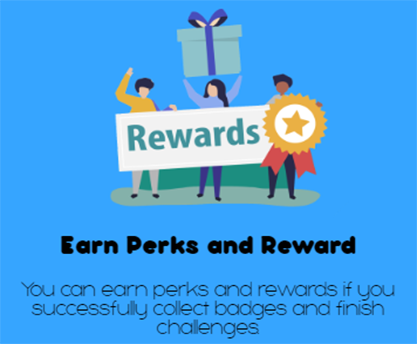 Rewards
Earn Perks and Reward
You can earn perks and rewards if you
successfully collect badges and finish
challenges.